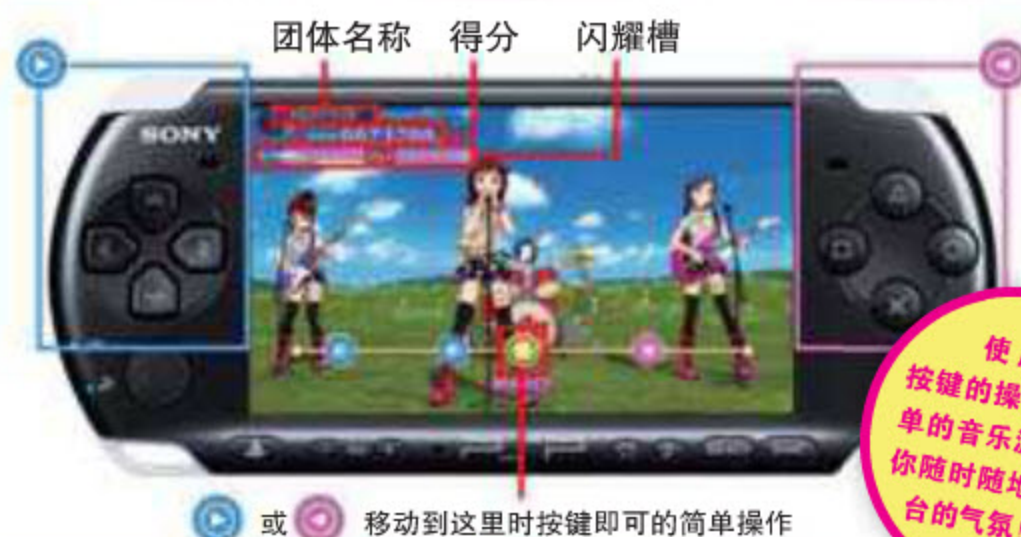 团体名称 得分 闪耀槽
SONY
或 移动到这里时按键即可的简单操作
使
按键的操
单的音乐
你随时随地
台的气氛